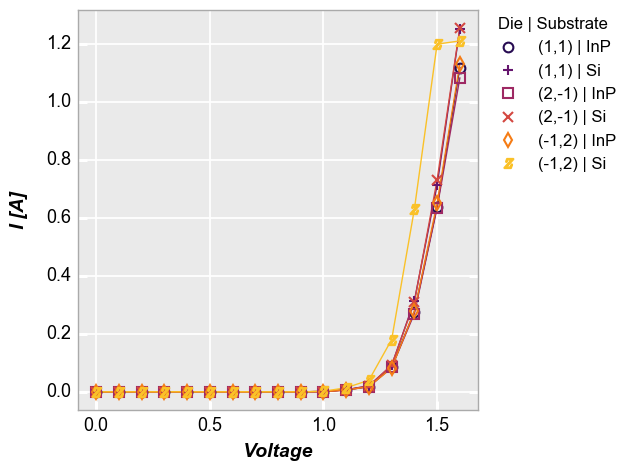 Die | Substrate
(1,1) | InP
(1,1) | Si
(2,-1) | InP
(2,-1) | Si
(-1,2) | InP
(-1,2) | Si
I [A]
1.2
1.0
0.8
0.6
0.4
0.2
0.0
0.0 0.5 1.0 1.5
Voltage